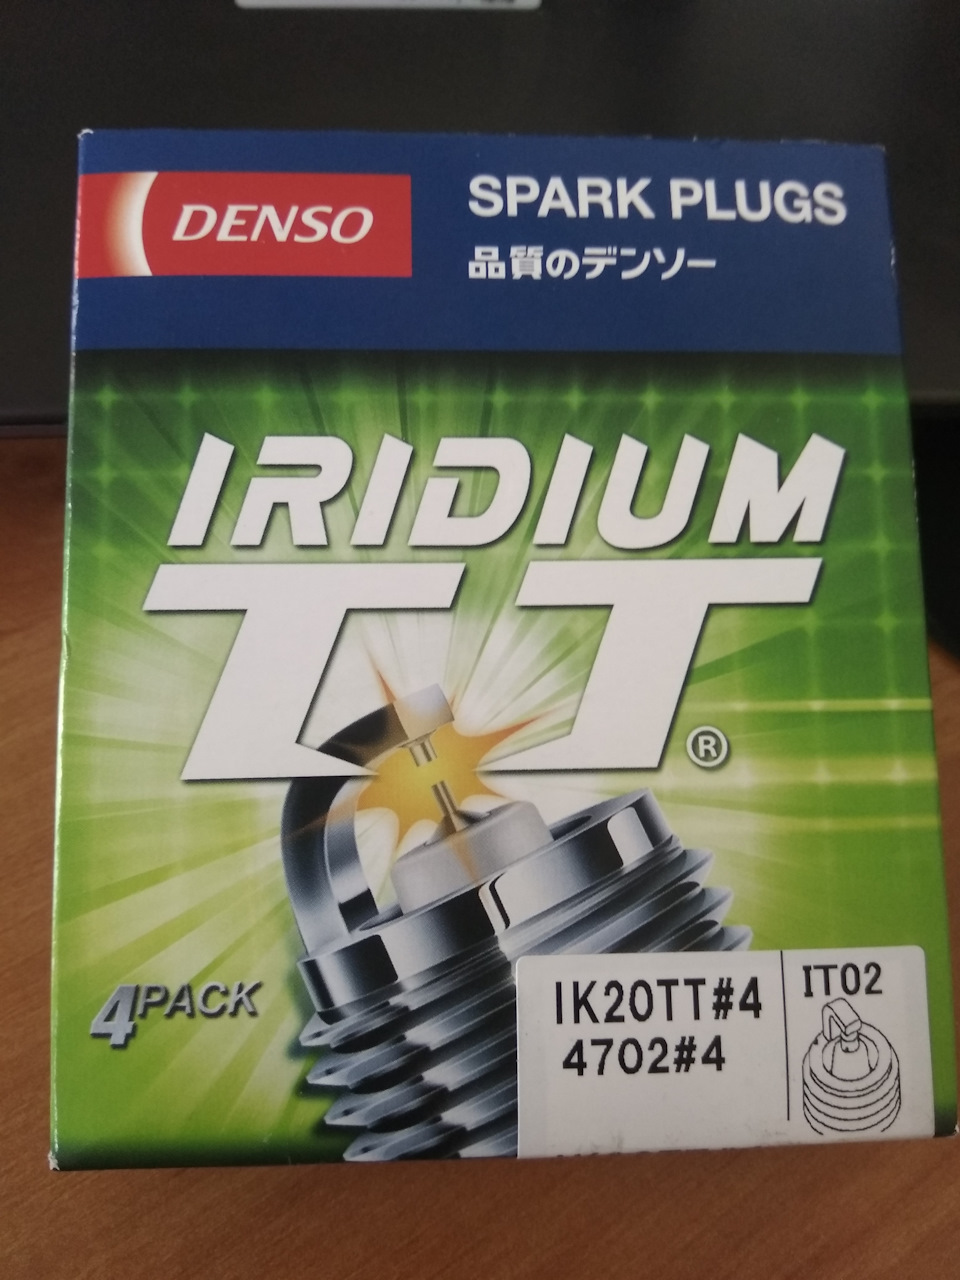 DENSO
SPARK PLUGS
品質のデンソー
IRIDIUM
TT
®
4PACK
IK20TT#4
4702#4
IT02